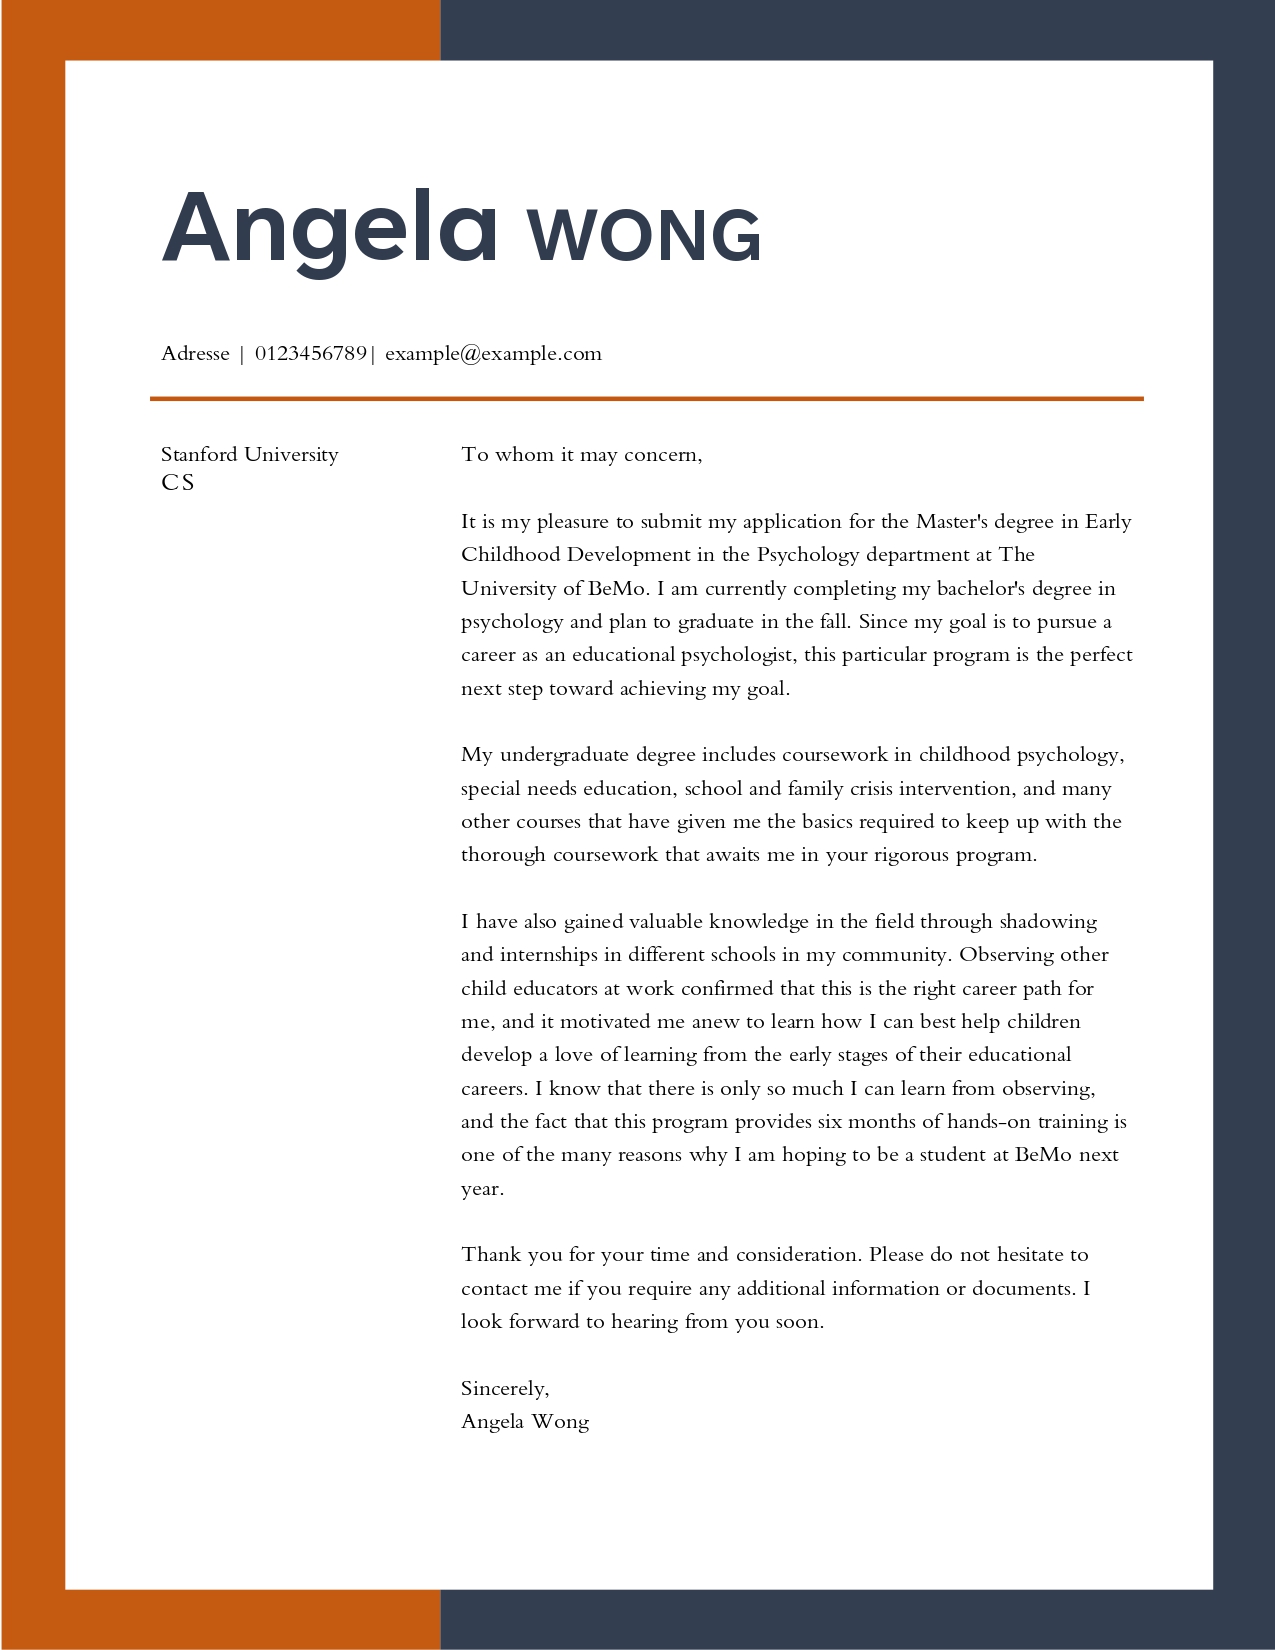 Angela WONG
Adresse | 0123456789| example@example.com
Stanford University
CS
To whom it may concern,
It is my pleasure to submit my application for the Master's degree in Early
Childhood Development in the Psychology department at The
University of BeMo. I am currently completing my bachelor's degree in
psychology and plan to graduate in the fall. Since my goal is to pursue a
career as an educational psychologist, this particular program is the perfect
next step toward achieving my goal.
My undergraduate degree includes coursework in childhood psychology,
special needs education, school and family crisis intervention, and many
other courses that have given me the basics required to keep up with the
thorough coursework that awaits me in your rigorous program.
I have also gained valuable knowledge in the field through shadowing
and internships in different schools in my community. Observing other
child educators at work confirmed that this is the right career path for
me, and it motivated me anew to learn how I can best help children
develop a love of learning from the early stages of their educational
careers. I know that there is only so much I can learn from observing,
and the fact that this program provides six months of hands-on training is
one of the many reasons why I am hoping to be a student at BeMo next
year.
Thank you for your time and consideration. Please do not hesitate to
contact me if you require any additional information or documents. I
look forward to hearing from you soon.
Sincerely,
Angela Wong